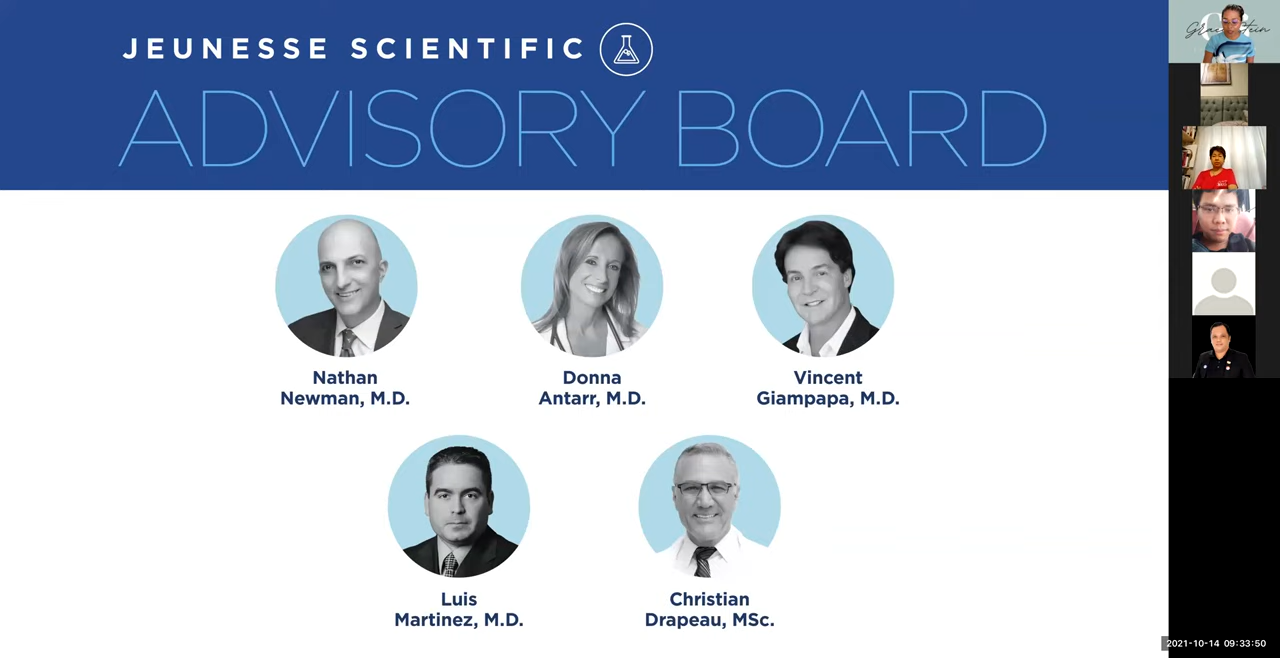 JEUNESSE SCIENTIFIC
ADVISORY BOARD
Nathan
Newman, M.D.
Donna
Antarr, M.D.
Vincent
Giampapa, M.D.
Luis
Martinez, M.D.
Christian
Drapeau, MSc.
2021-10-14 09:33:50